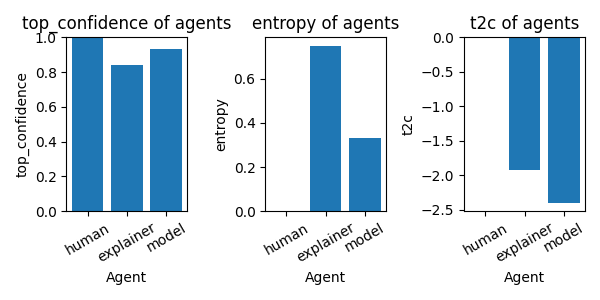 top_confidence of agents
top_confidence
1.0
0.8
0.6
0.4
0.2
0.0
human
explainer
model
Agent
entropy of agents
entropy
0.6
0.4
0.2
0.0
human
explainer
model
Agent
t2c of agents
t2c
0.0
−0.5
−1.0
−1.5
−2.0
−2.5
human
explainer
model
Agent